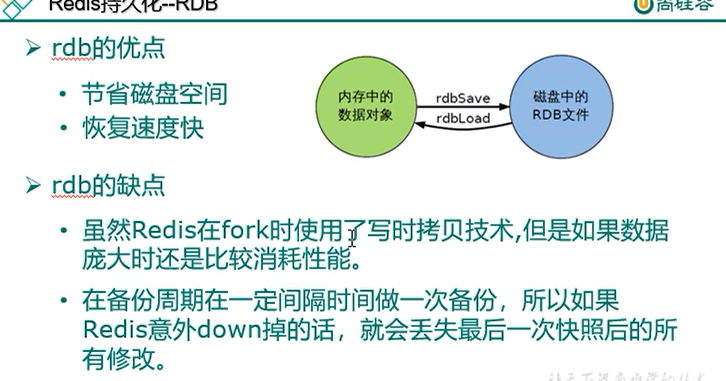 Redis持久化--RDB
尚硅谷
rdb的优点
节省磁盘空间
恢复速度快
内存中的
数据对象
rdbSave
rdbLoad
磁盘中的
RDB文件
rdb的缺点
虽然Redis在fork时使用了写时拷贝技术,但是如果数据
庞大时还是比较消耗性能。
在备份周期在一定间隔时间做一次备份，所以如果
Redis意外down掉的话，就会丢失最后一次快照后的所
有修改。